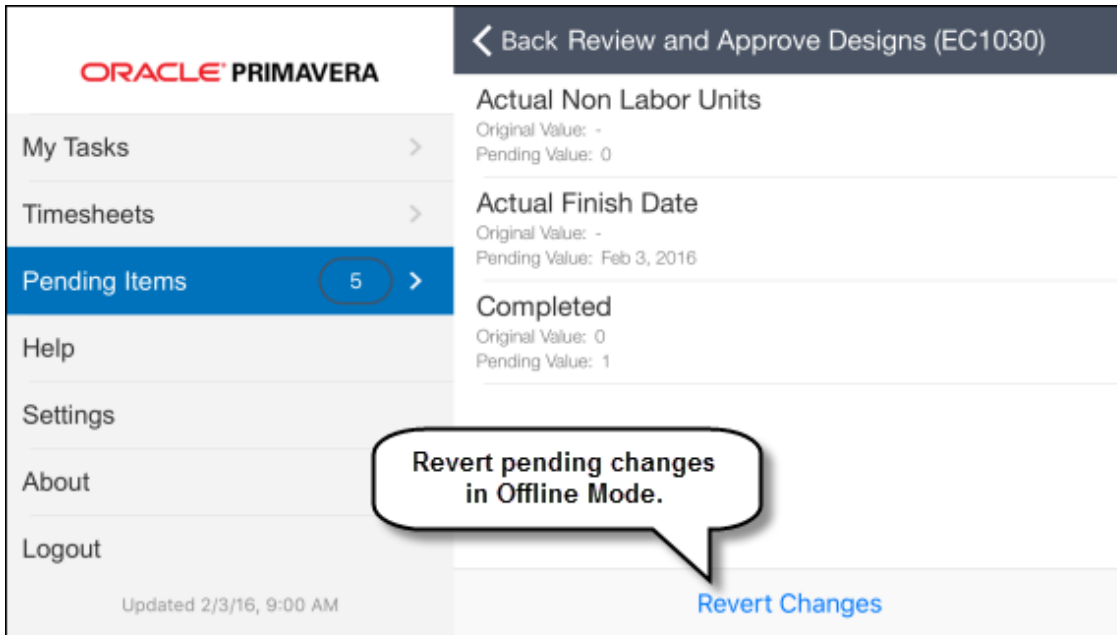 ORACLE® PRIMAVERA
My Tasks
Timesheets
Pending Items 5
Help
Settings
About
Logout
Updated 2/3/16, 9:00 AM
Back Review and Approve Designs (EC1030)
Actual Non Labor Units
Original Value: -
Pending Value: 0
Actual Finish Date
Original Value: -
Pending Value: Feb 3, 2016
Completed
Original Value: 0
Pending Value: 1
Revert pending changes
in Offline Mode.
Revert Changes